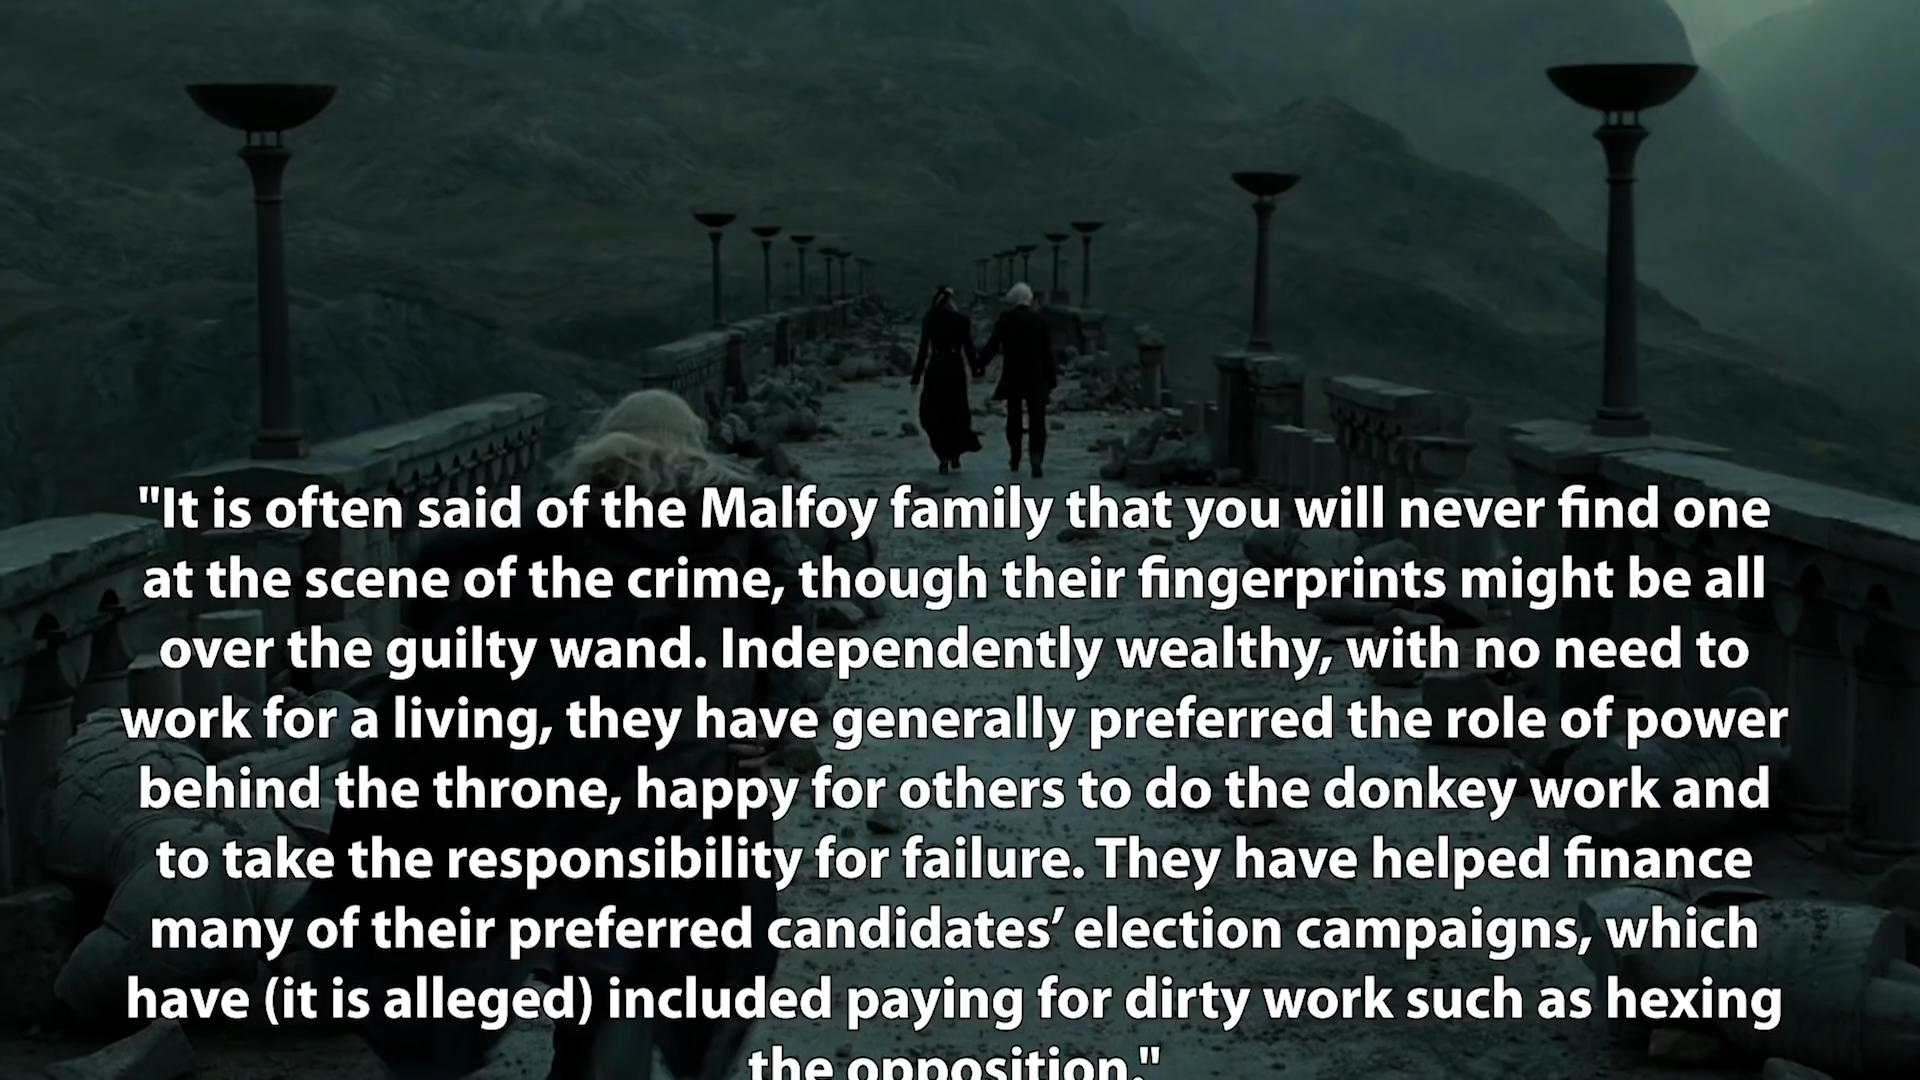 "It is often said of the Malfoy family that you will never find one
at the scene of the crime, though their fingerprints might be all
over the guilty wand. Independently wealthy, with no need to
work for a living, they have generally preferred the role of power
behind the throne, happy for others to do the donkey work and
to take the responsibility for failure. They have helped finance
many of their preferred candidates’ election campaigns, which
have (it is alleged) included paying for dirty work such as hexing
the opposition."